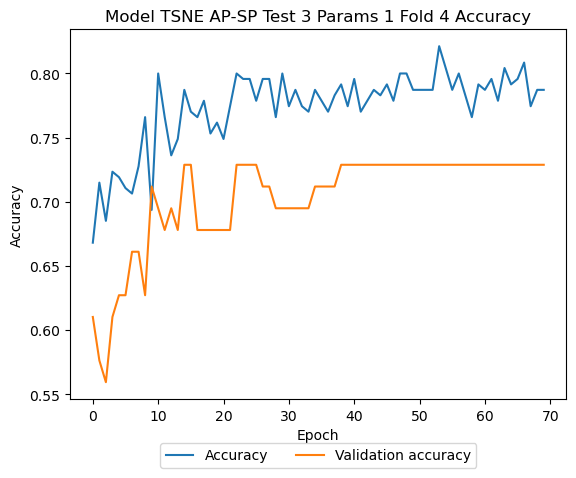 Model TSNE AP-SP Test 3 Params 1 Fold 4 Accuracy
0.80
0.75
0.70
0.65
0.60
0.55
Accuracy
0 10 20 30 40 50 60 70
Epoch
Accuracy Validation accuracy